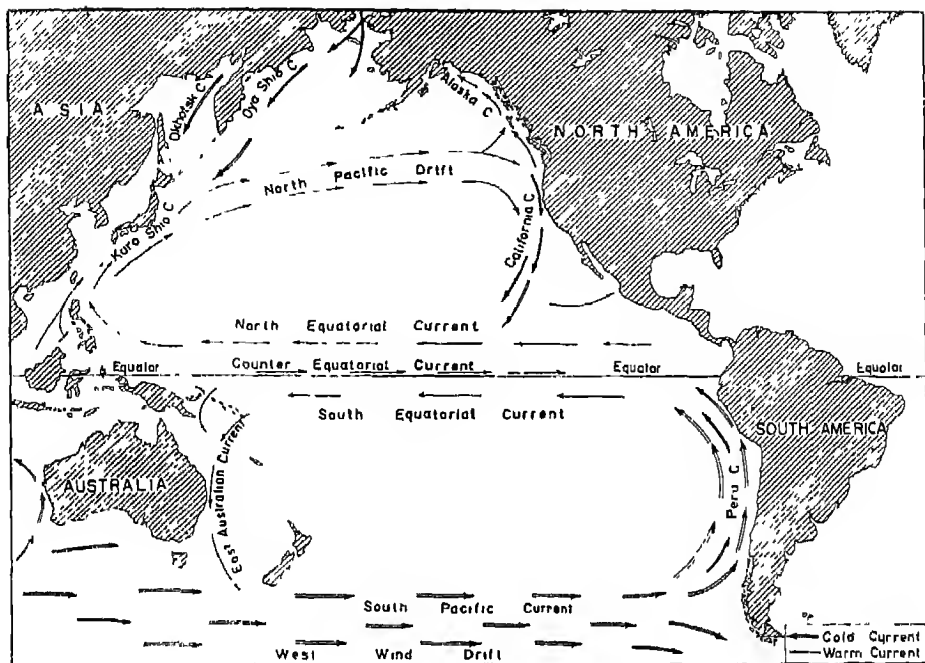 ASIA
Okhotsk C
Oya Shio C
Alaska C
NORTH AMERICA
North Pacific Drift
Kuro Shio C
California C
North Equatorial Current
Equator
Counter Equatorial Current
Equator
Equator
South Equatorial Current
SOUTH AMERICA
AUSTRALIA
East Australian Current
Peru C
South Pacific Current
West Wind Drift
Cold Current
Warm Current